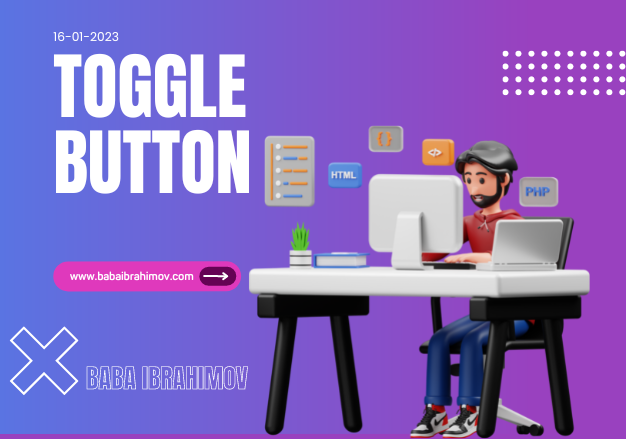 16-01-2023
TOGGLE
BUTTON
{ }
</>
HTML
PHP
www.babaibrahimov.com
BABA IBRAHIMOV